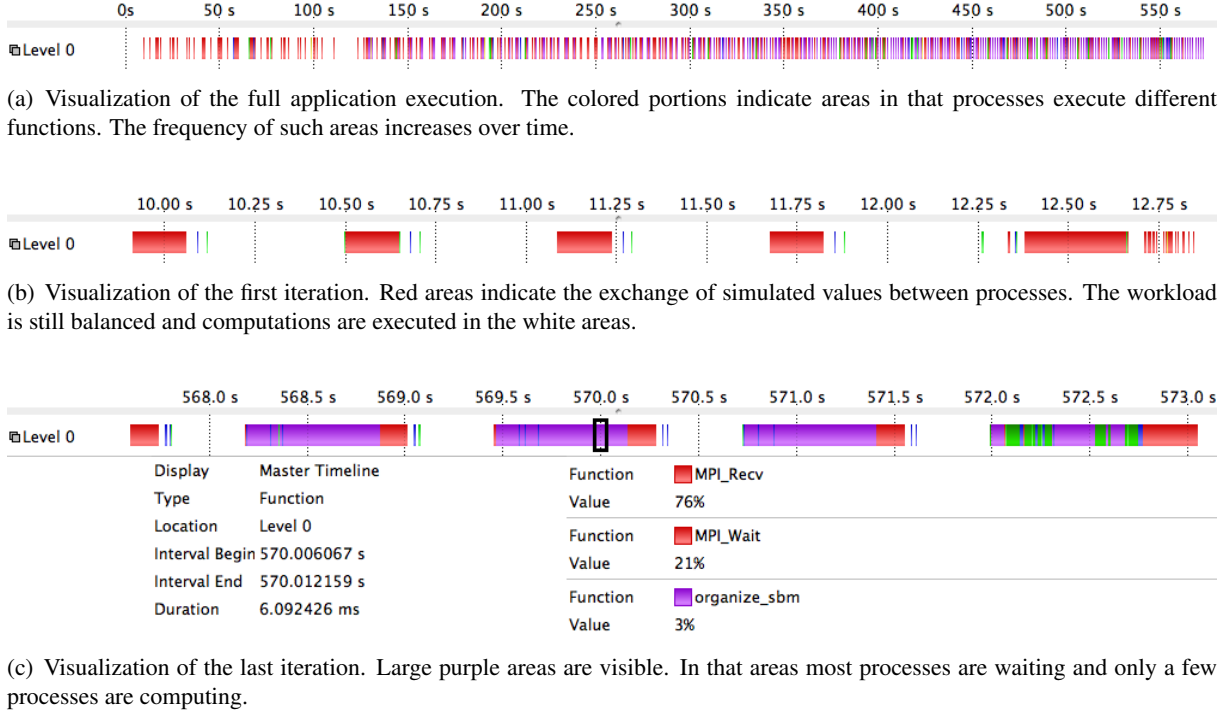 0s 50 s 100 s 150 s 200 s 250 s 300 s 350 s 400 s 450 s 500 s 550 s
Level 0
(a) Visualization of the full application execution. The colored portions indicate areas in that processes execute different
functions. The frequency of such areas increases over time.
10.00 s 10.25 s 10.50 s 10.75 s 11.00 s 11.25 s 11.50 s 11.75 s 12.00 s 12.25 s 12.50 s 12.75 s
Level 0
(b) Visualization of the first iteration. Red areas indicate the exchange of simulated values between processes. The workload
is still balanced and computations are executed in the white areas.
568.0 s 568.5 s 569.0 s 569.5 s 570.0 s 570.5 s 571.0 s 571.5 s 572.0 s 572.5 s 573.0 s
Level 0
Display Master Timeline
Type Function
Location Level 0
Interval Begin 570.006067 s
Interval End 570.012159 s
Duration 6.092426 ms
Function MPI_Recv
Value 76%
Function MPI_Wait
Value 21%
Function organize_sbm
Value 3%
(c) Visualization of the last iteration. Large purple areas are visible. In that areas most processes are waiting and only a few
processes are computing.